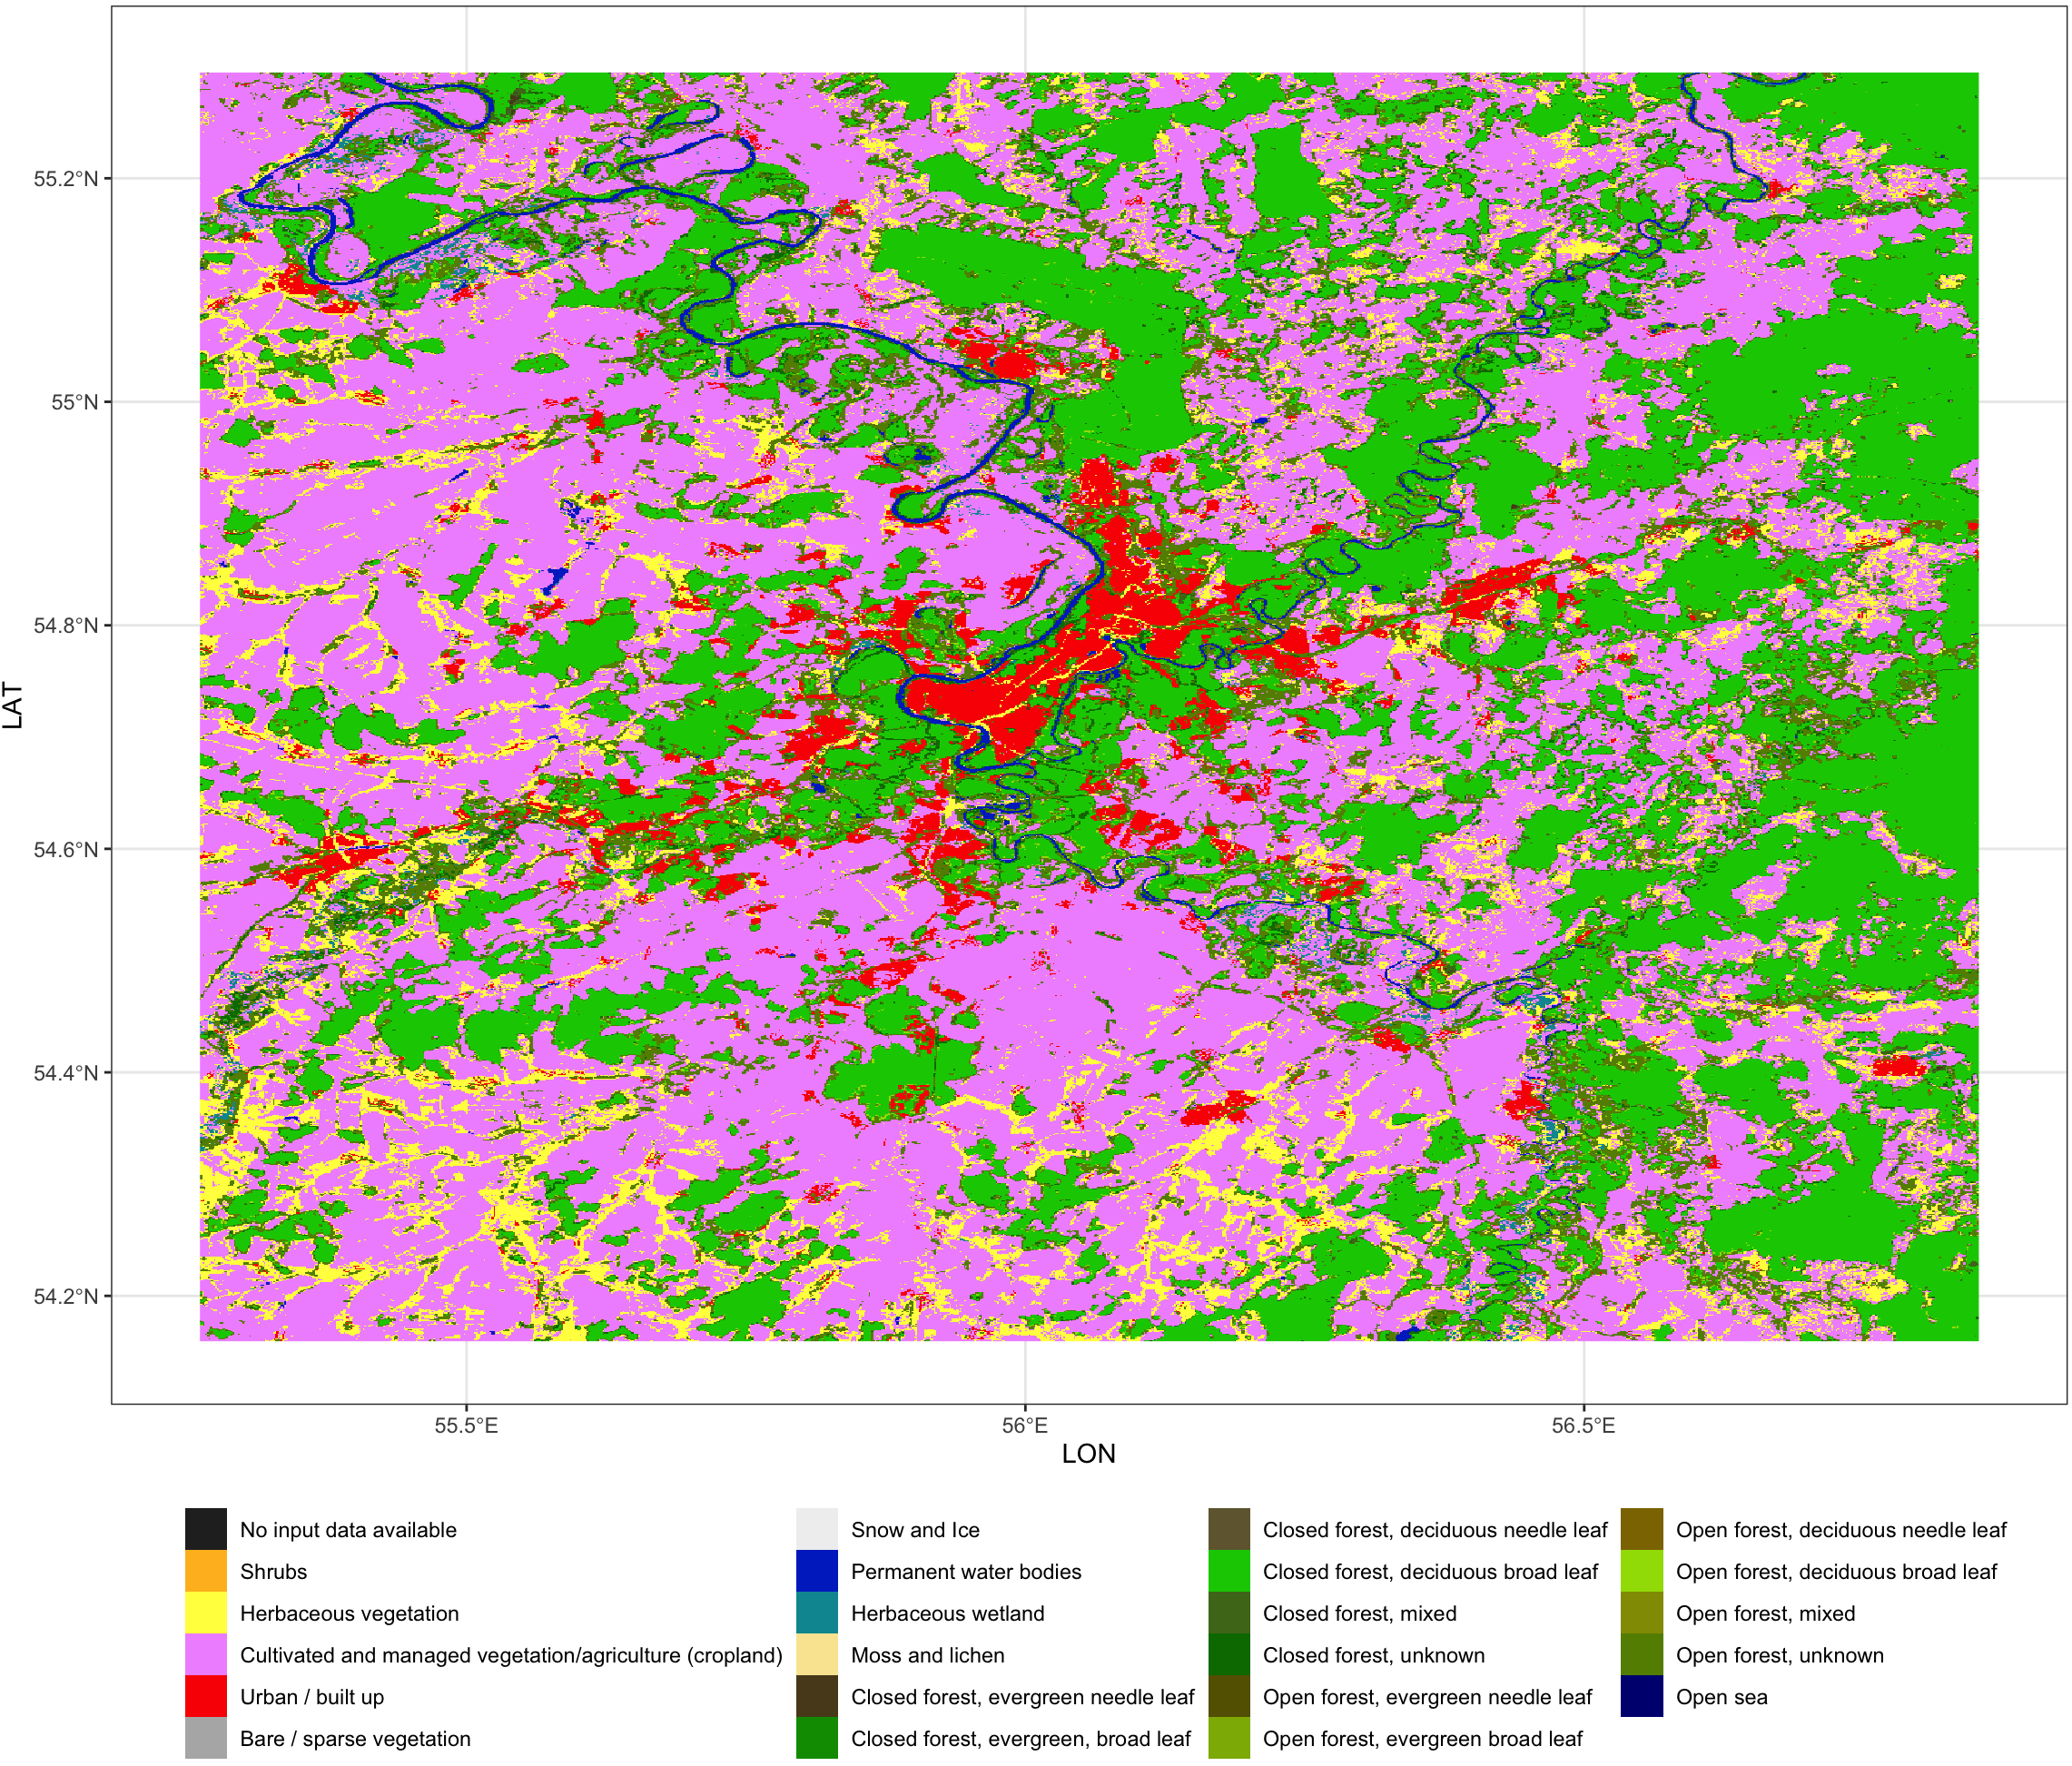 55.2°N
55°N
54.8°N
54.6°N
54.4°N
54.2°N
LAT
55.5°E 56°E 56.5°E
LON
No input data available
Shrubs
Herbaceous vegetation
Cultivated and managed vegetation/agriculture (cropland)
Urban / built up
Bare / sparse vegetation
Snow and Ice
Permanent water bodies
Herbaceous wetland
Moss and lichen
Closed forest, evergreen needle leaf
Closed forest, evergreen, broad leaf
Closed forest, deciduous needle leaf
Closed forest, deciduous broad leaf
Closed forest, mixed
Closed forest, unknown
Open forest, evergreen needle leaf
Open forest, evergreen broad leaf
Open forest, deciduous needle leaf
Open forest, deciduous broad leaf
Open forest, mixed
Open forest, unknown
Open sea